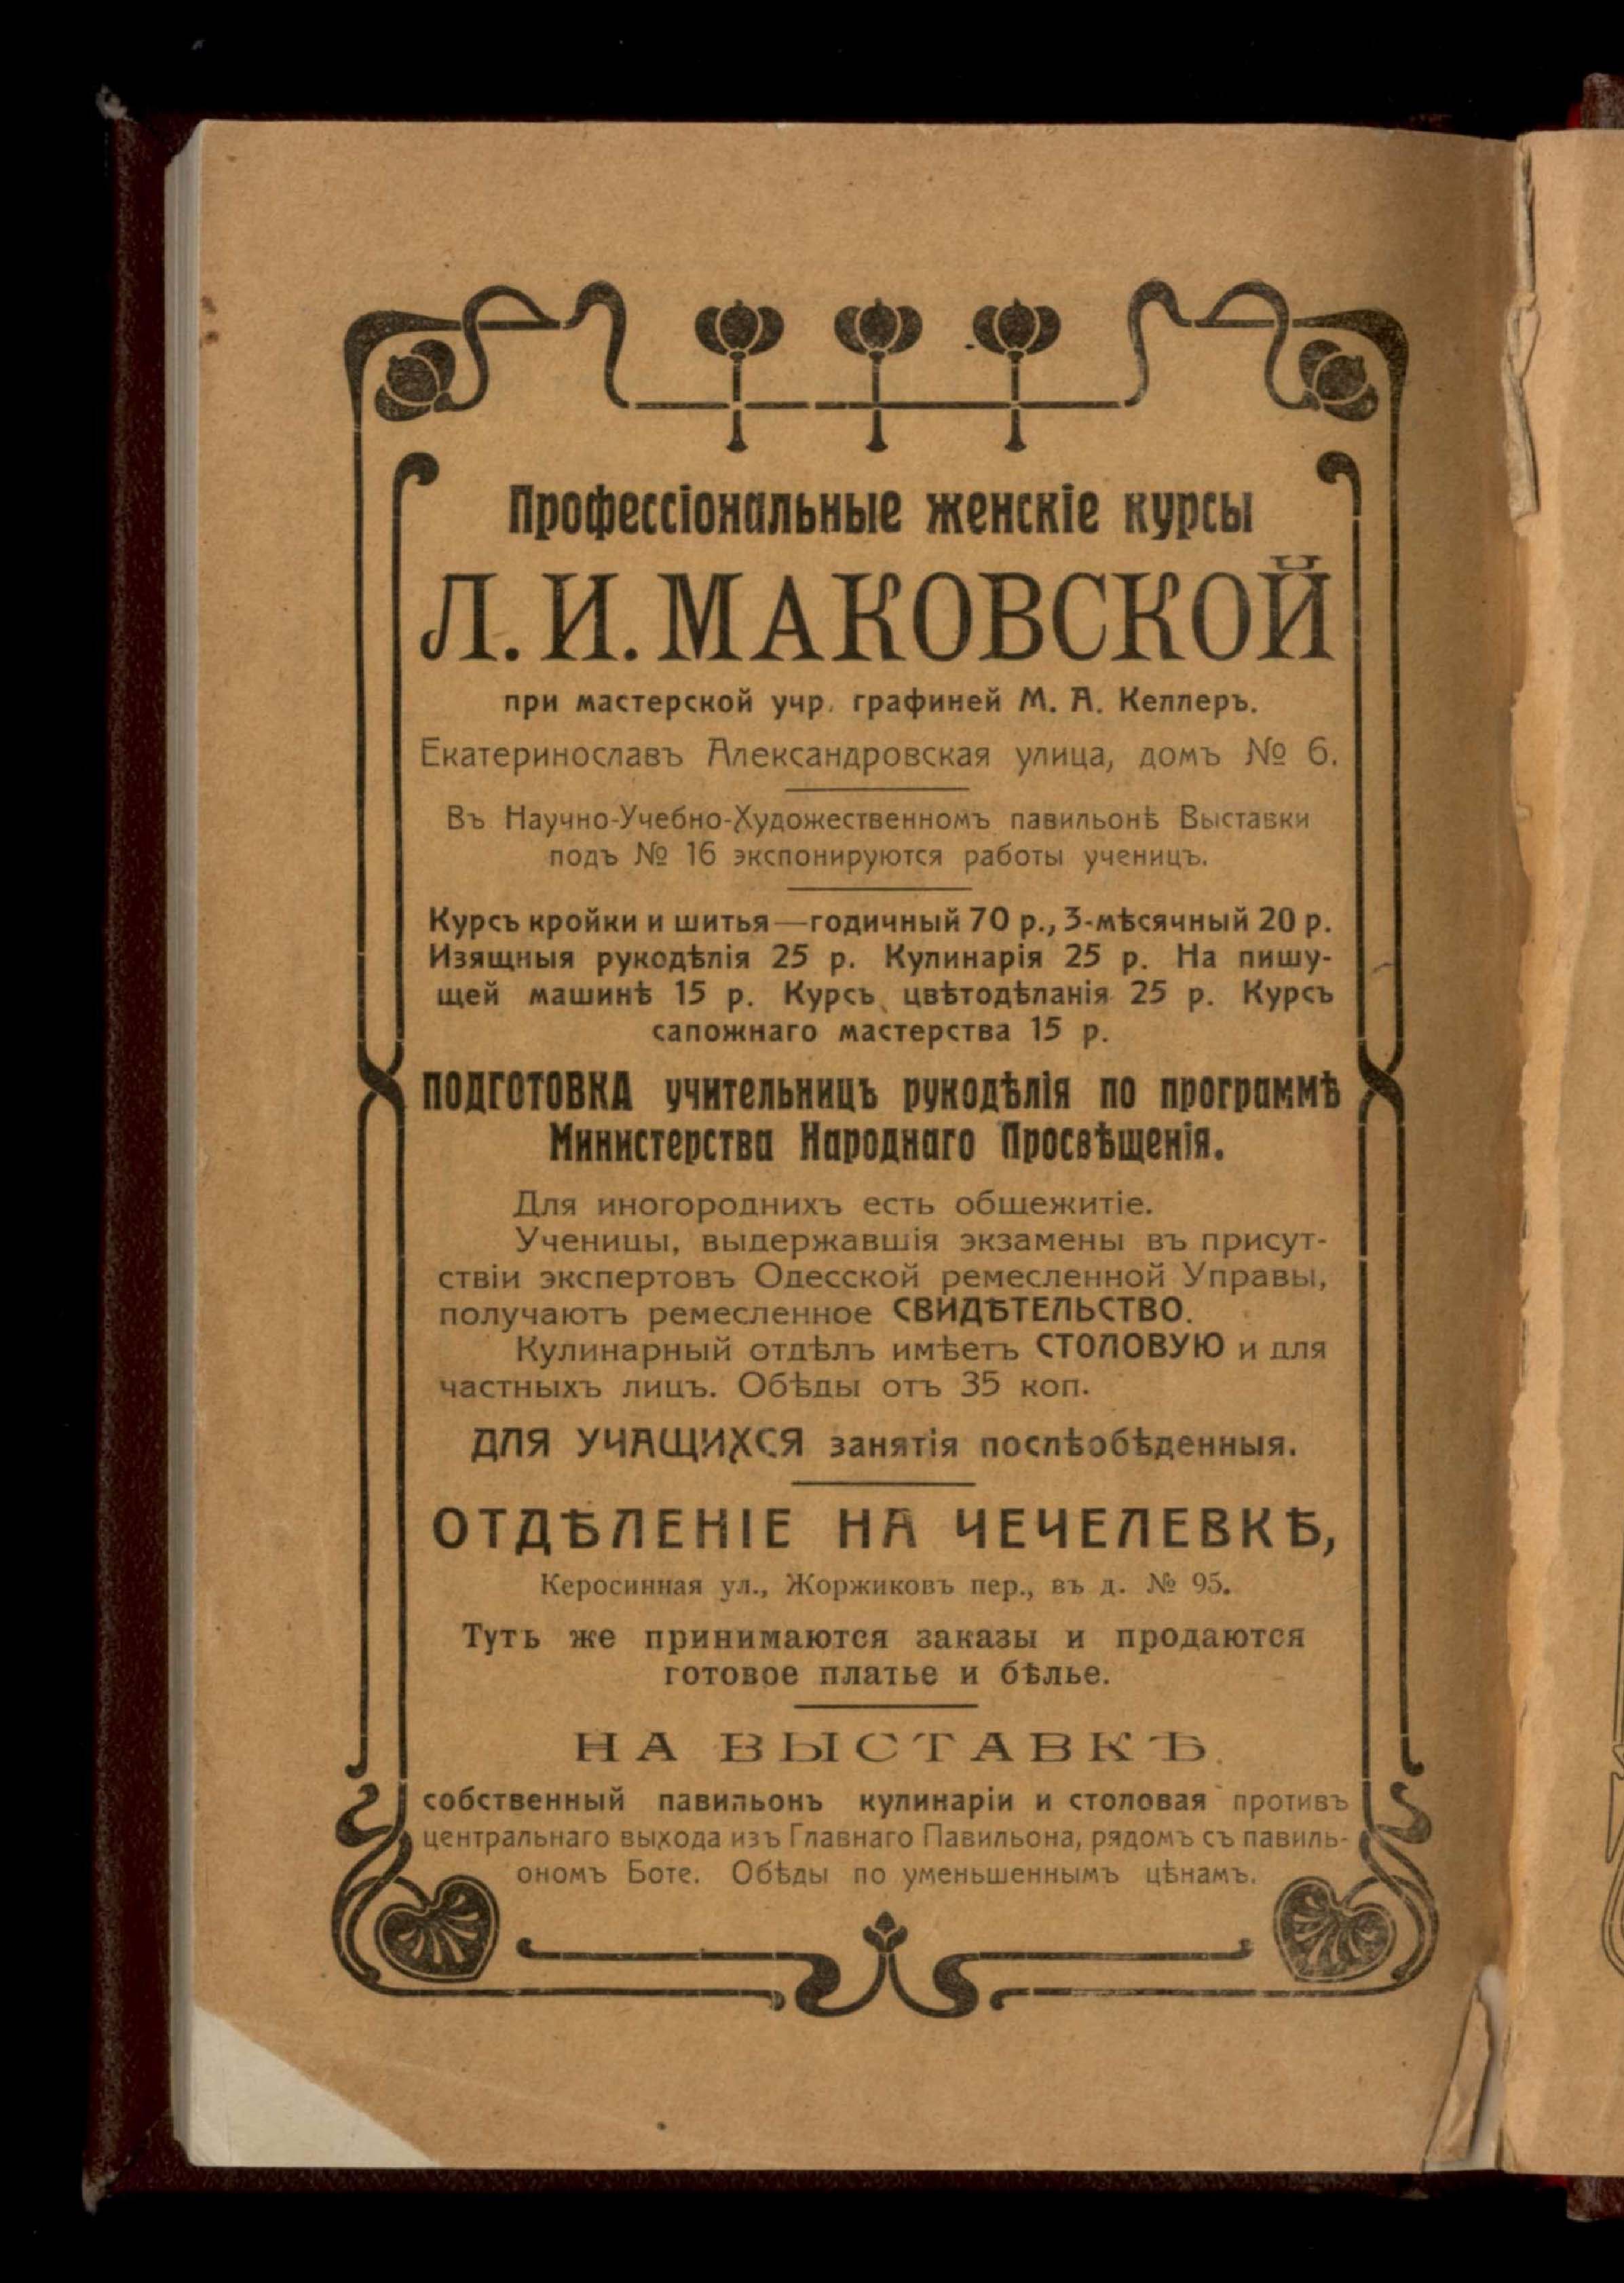 Профессіональные женскіе курсы
Л. И. МАКОВСКОЙ
при мастерской учр. графиней М. А. Келлеръ.
Екатеринославъ Александровская улица, домъ № 6.
Въ Научно-Учебно-Художественномъ павильонѣ Выставки
подъ № 16 экспонируются работы ученицъ.
Курсъ кройки и шитья—годичный 70 р., 3-мѣсячный 20 р.
Изящныя рукодѣлія 25 р. Кулинарія 25 р. На пишу-
щей машинѣ 15 р. Курсъ цвѣтодѣланія 25 р. Курсъ
сапожнаго мастерства 15 р.
ПОДГОТОВКА учительницъ рукодѣлія по программѣ
Министерства Народнаго Просвѣщенія.
Для иногороднихъ есть общежитіе.
Ученицы, выдержавшія экзамены въ присут-
ствіи экспертовъ Одесской ремесленной Управы,
получаютъ ремесленное СВИДѢТЕЛЬСТВО.
Кулинарный отдѣлъ имѣетъ СТОЛОВУЮ и для
частныхъ лицъ. Обѣды отъ 35 коп.
ДЛЯ УЧАЩИХСЯ занятія послѣобѣденныя.
ОТДѢЛЕНІЕ НА ЧЕЧЕЛЕВКѢ,
Керосинная ул., Жоржиковъ пер., въ д. № 95.
Туть же принимаются заказы и продаются
готовое платье и бѣлье.
НА ВЫСТАВКѢ.
собственный павильонъ кулинаріи и столовая противъ
центральнаго выхода изъ Главнаго Павильона, рядомъ съ павиль-
ономъ Боте. Обѣды по уменьшеннымъ цѣнамъ.